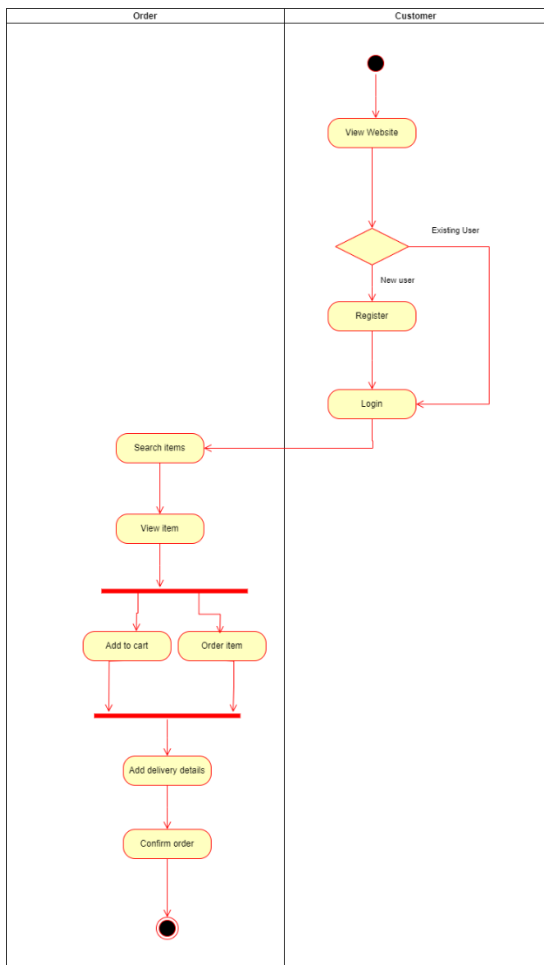 Order
Customer
View Website
Existing User
New user
Register
Login
Search items
View item
Add to cart
Order item
Add delivery details
Confirm order